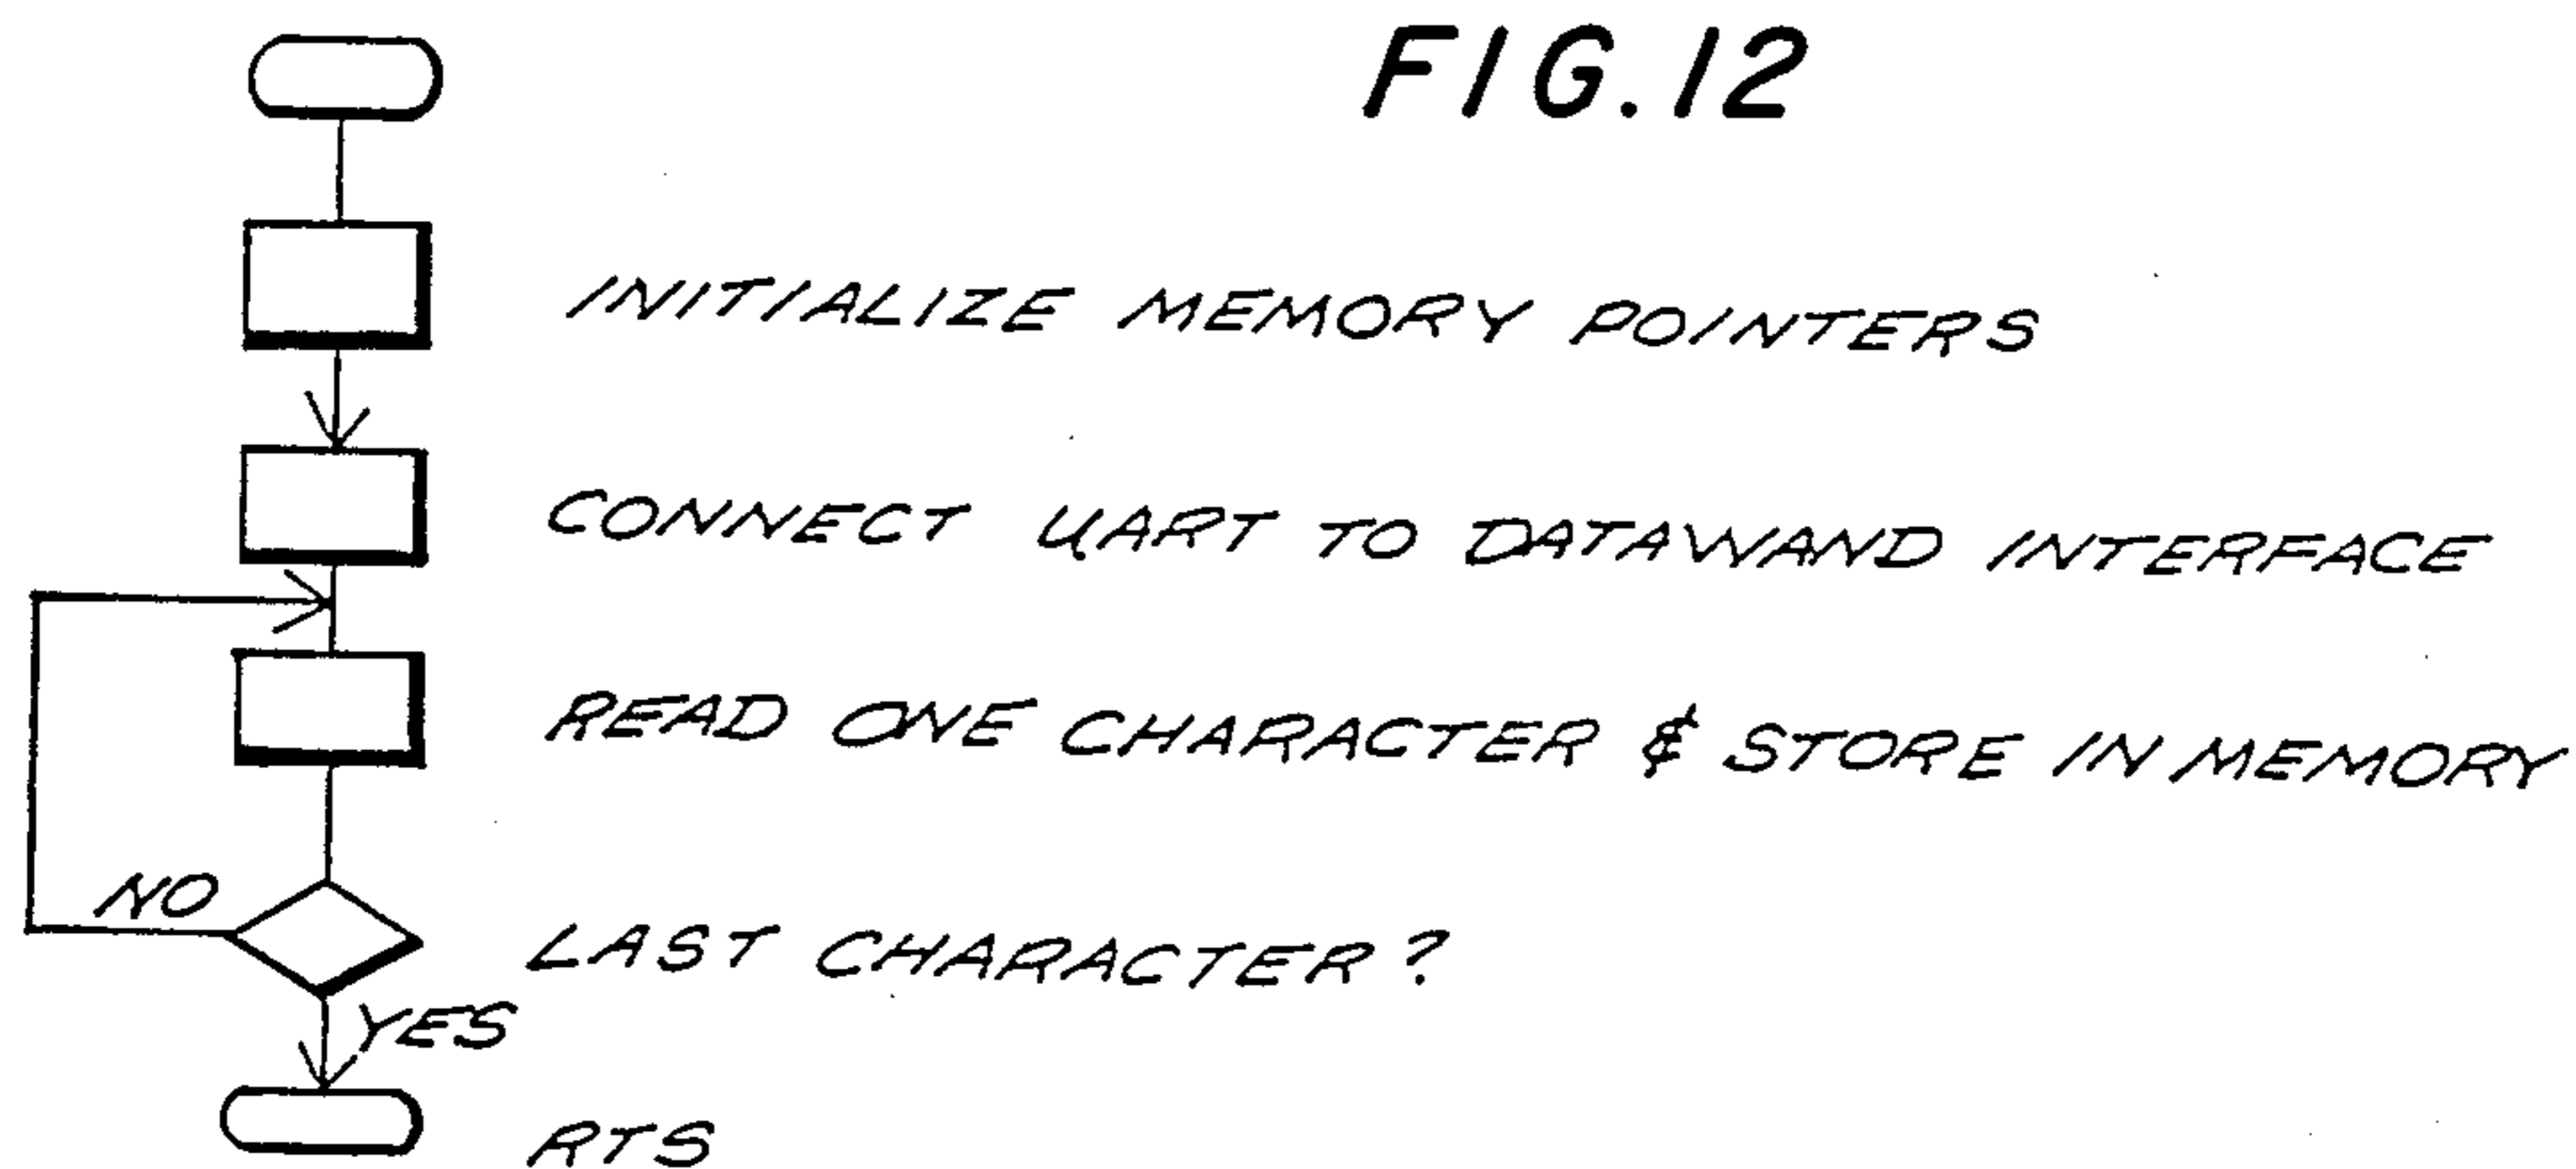 FIG.12
INITIALIZE MEMORY POINTERS
CONNECT UART TO DATAWAND INTERFACE
READ ONE CHARACTER & STORE IN MEMORY
NO
LAST CHARACTER?
YES
RTS